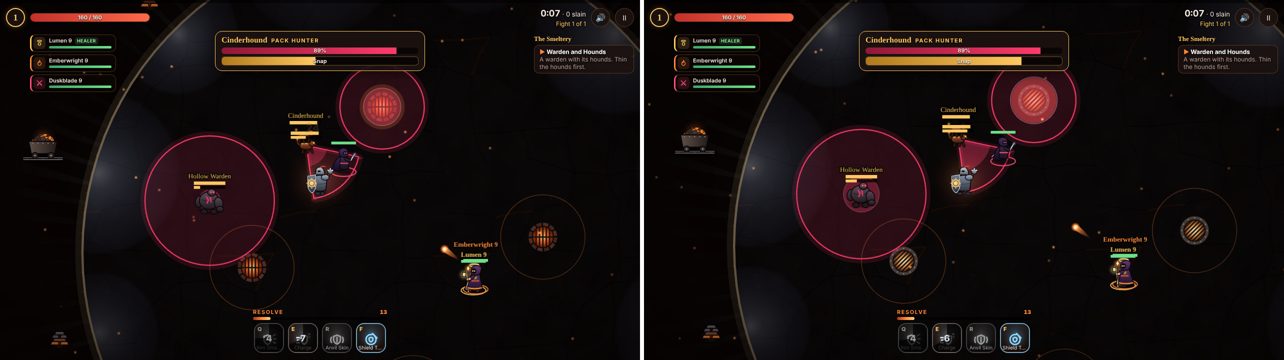 1
160 / 160
Lumen 9 HEALER
Emberwright 9
Duskblade 9
Cinderhound PACK HUNTER
89%
Snap
0:07 · 0 slain
Fight 1 of 1
The Smeltery
Warden and Hounds
A warden with its hounds. Thin
the hounds first.
Cinderhound
Hollow Warden
Emberwright 9
Lumen 9
RESOLVE 13
Q E R F
4 7
Anvil Skin
Shield T...
1
160 / 160
Lumen 9 HEALER
Emberwright 9
Duskblade 9
Cinderhound PACK HUNTER
89%
Snap
0:07 · 0 slain
Fight 1 of 1
The Smeltery
Warden and Hounds
A warden with its hounds. Thin
the hounds first.
Cinderhound
Hollow Warden
Emberwright 9
Lumen 9
RESOLVE 13
Q E R F
4 6
Anvil Skin
Shield T...